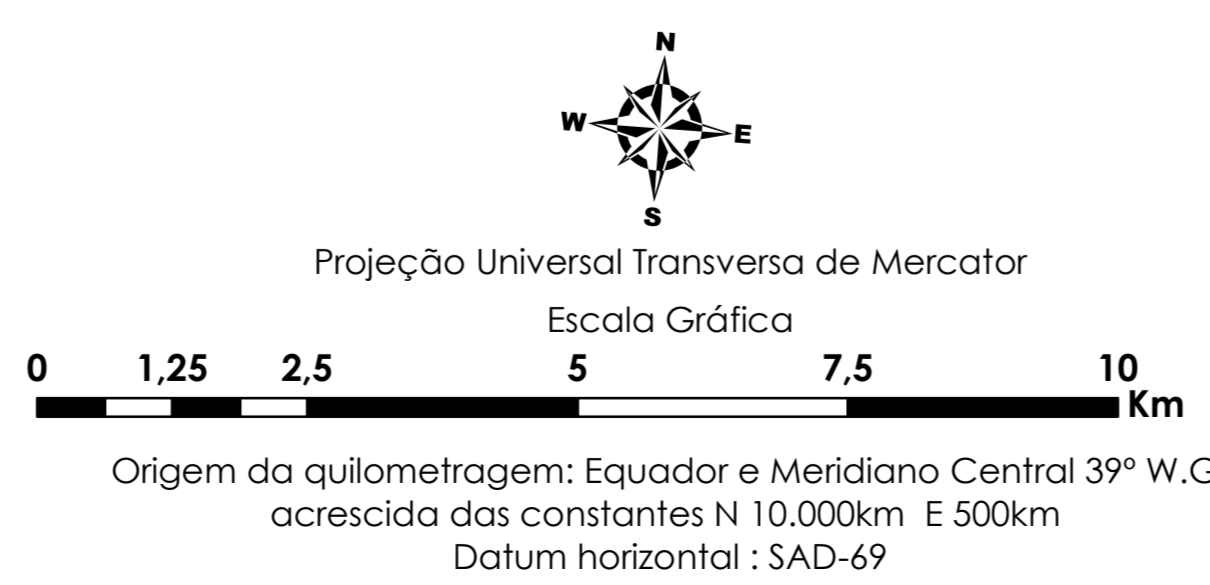 N
W E
S
Projeção Universal Transversa de Mercator
Escala Gráfica
0 1,25 2,5 5 7,5 10
Km
Origem da quilometragem: Equador e Meridiano Central 39º W.G
acrescida das constantes N 10.000km E 500km
Datum horizontal : SAD-69